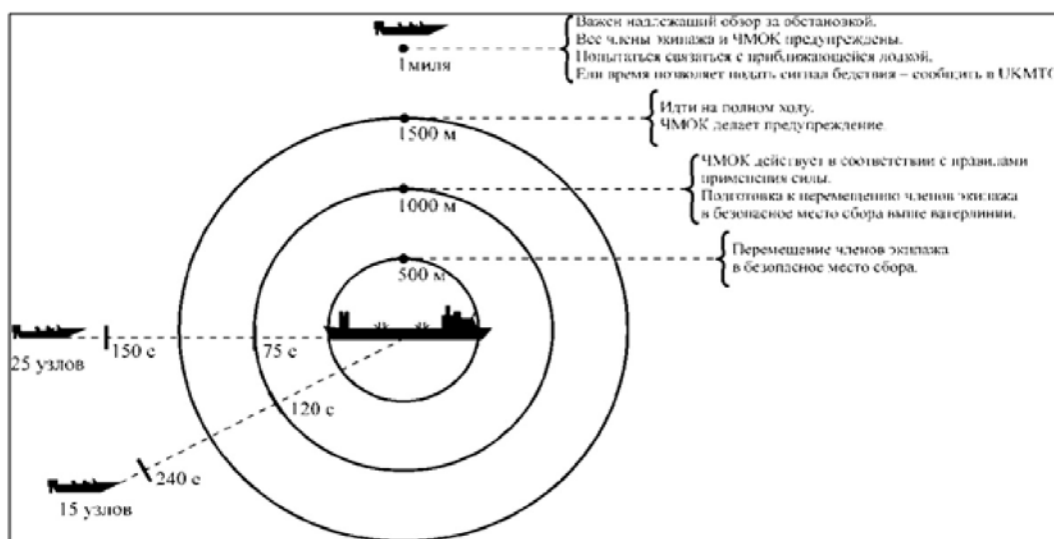 Важен надлежащий обзор за обстановкой.
Все члены экипажа и ЧМОК предупреждены.
Попытаться связаться с приближающейся лодкой.
Ели время позволяет подать сигнал бедствия – сообщить в UKMTO
1миля
Идти на полном ходу.
ЧМОК делает предупреждение.
1500 м
ЧМОК действует в соответствии с правилами
применения силы.
Подготовка к перемещению членов экипажа
в безопасное место сбора выше ватерлинии.
1000 м
Перемещение членов экипажа
в безопасное место сбора.
500 м
25 узлов
150 с
75 с
120 с
240 с
15 узлов